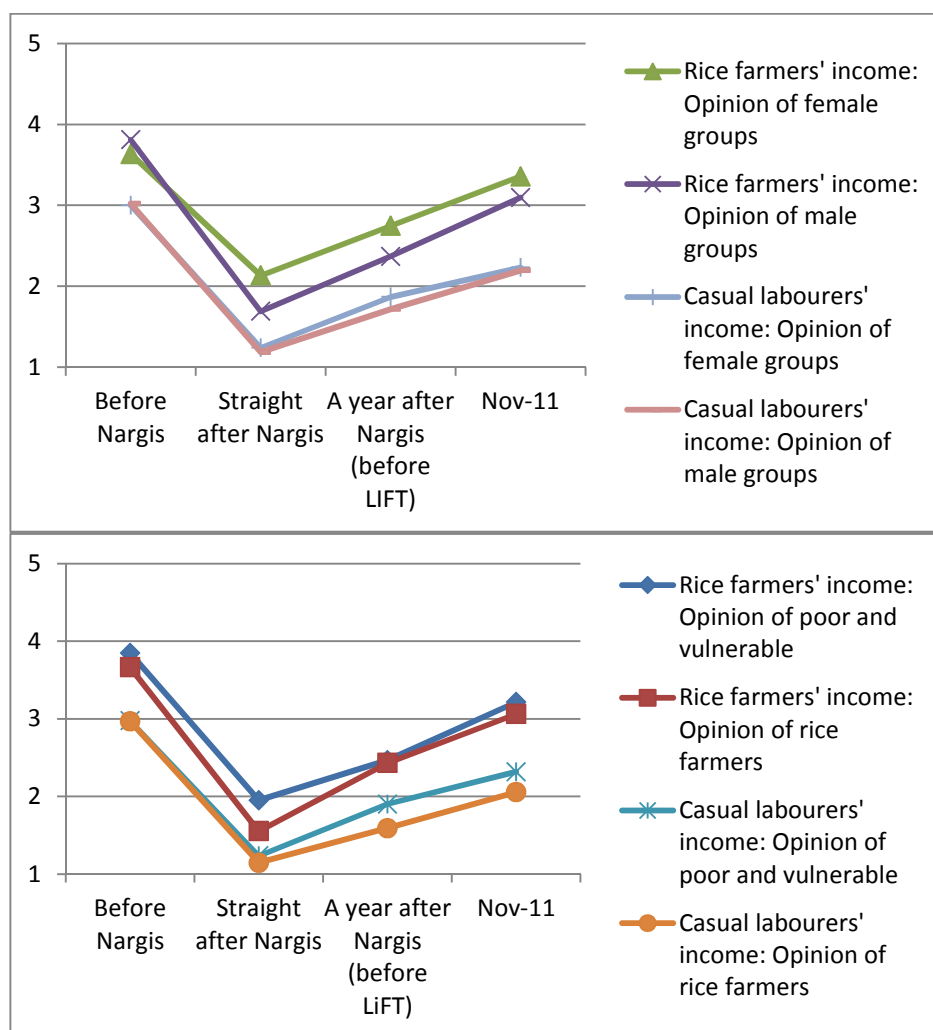 5
4
3
2
1
Before
Nargis
Straight
after Nargis
A year after
Nargis
(before
LIFT)
Nov-11
Rice farmers' income:
Opinion of female
groups
Rice farmers' income:
Opinion of male
groups
Casual labourers'
income: Opinion of
female groups
Casual labourers'
income: Opinion of
male groups
5
4
3
2
1
Before
Nargis
Straight
after Nargis
A year after
Nargis
(before
LiFT)
Nov-11
Rice farmers' income:
Opinion of poor and
vulnerable
Rice farmers' income:
Opinion of rice
farmers
Casual labourers'
income: Opinion of
poor and vulnerable
Casual labourers'
income: Opinion of
rice farmers